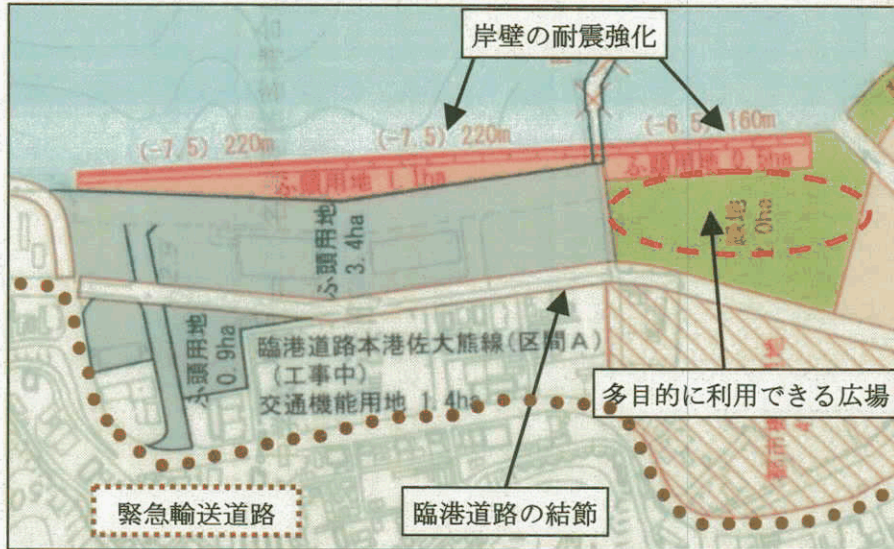 岸壁の耐震強化
(-7.5) 220m
(-7.5) 220m
(-6.5) 160m
ふ頭用地 1.1ha
ふ頭用地 0.5ha
ふ頭用地
3.4ha
緑地
ふ頭用地
0.9ha
臨港道路本港佐大熊線(区間A)
(工事中)
交通機能用地 1.4ha
多目的に利用できる広場
緊急輸送道路
臨港道路の結節